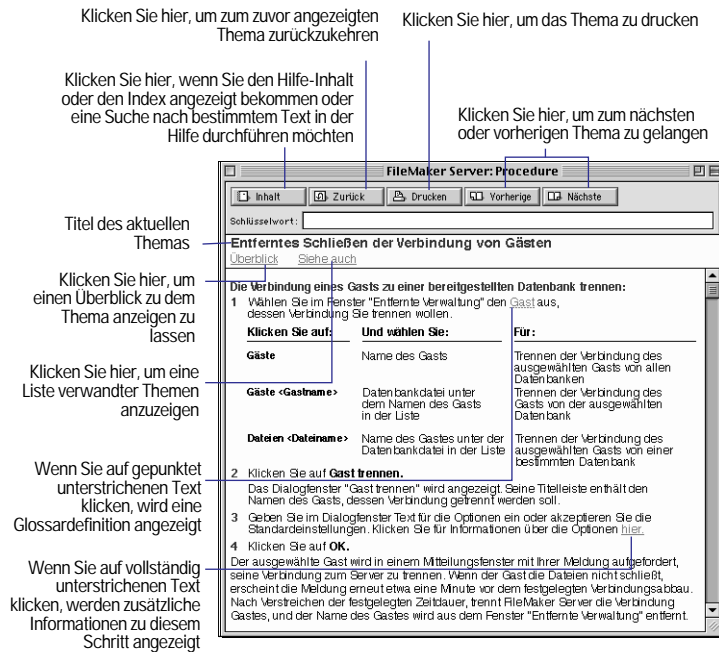 Klicken Sie hier, um zum zuvor angezeigten
Thema zurückzukehren
Klicken Sie hier, um das Thema zu drucken
Klicken Sie hier, wenn Sie den Hilfe-Inhalt
oder den Index angezeigt bekommen oder
eine Suche nach bestimmtem Text in der
Hilfe durchführen möchten
Klicken Sie hier, um zum nächsten
oder vorherigen Thema zu gelangen
Titel des aktuellen
Themas
Klicken Sie hier, um
einen Überblick zu dem
Thema anzeigen zu
lassen
Klicken Sie hier, um eine
Liste verwandter Themen
anzuzeigen
Wenn Sie auf gepunktet
unterstrichenen Text
klicken, wird eine
Glossardefinition angezeigt
Wenn Sie auf vollständig
unterstrichenen Text
klicken, werden zusätzliche
Informationen zu diesem
Schritt angezeigt
FileMaker Server: Procedure
Inhalt Zurück Drucken Vorherige Nächste
Schlüsselwort:
Entferntes Schließen der Verbindung von Gästen
Überblick Siehe auch
Die Verbindung eines Gasts zu einer bereitgestellten Datenbank trennen:
1 Wählen Sie im Fenster "Entfernte Verwaltung" den Gast aus,
dessen Verbindung Sie trennen wollen.
Klicken Sie auf: Und wählen Sie: Für:
Gäste Name des Gasts Trennen der Verbindung des
ausgewählten Gasts von allen
Datenbanken
Gäste <Gastname> Datenbankdatei unter Trennen der Verbindung des
dem Namen des Gasts Gasts von der ausgewählten
in der Liste Datenbank
Dateien <Dateiname> Name des Gastes unter der Trennen der Verbindung des
Datenbankdatei in der Liste ausgewählten Gasts von einer
bestimmten Datenbank
2 Klicken Sie auf Gast trennen.
Das Dialogfenster "Gast trennen" wird angezeigt. Seine Titelleiste enthält den
Namen des Gasts, dessen Verbindung getrennt werden soll.
3 Geben Sie im Dialogfenster Text für die Optionen ein oder akzeptieren Sie die
Standardeinstellungen. Klicken Sie für Informationen über die Optionen hier.
4 Klicken Sie auf OK.
Der ausgewählte Gast wird in einem Mitteilungsfenster mit Ihrer Meldung aufgefordert,
seine Verbindung zum Server zu trennen. Wenn der Gast die Dateien nicht schließt,
erscheint die Meldung erneut etwa eine Minute vor dem festgelegten Verbindungsabbau.
Nach Verstreichen der festgelegten Zeitdauer, trennt FileMaker Server die Verbindung
Gastes, und der Name des Gastes wird aus dem Fenster "Entfernte Verwaltung" entfernt.